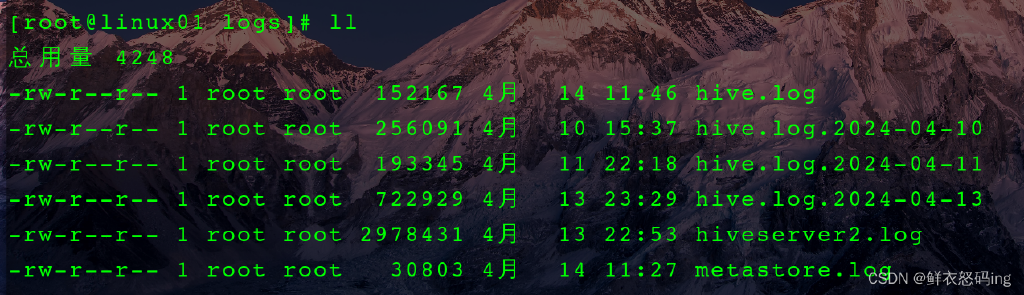 [root@linux01 logs]# ll
总用量 4248
-rw-r--r-- 1 root root  152167 4月  14 11:46 hive.log
-rw-r--r-- 1 root root  256091 4月  10 15:37 hive.log.2024-04-10
-rw-r--r-- 1 root root  193345 4月  11 22:18 hive.log.2024-04-11
-rw-r--r-- 1 root root  722929 4月  13 23:29 hive.log.2024-04-13
-rw-r--r-- 1 root root 2978431 4月  13 22:53 hiveserver2.log
-rw-r--r-- 1 root root   30803 4月  14 11:27 metastore.log
CSDN @鲜衣怒码ing